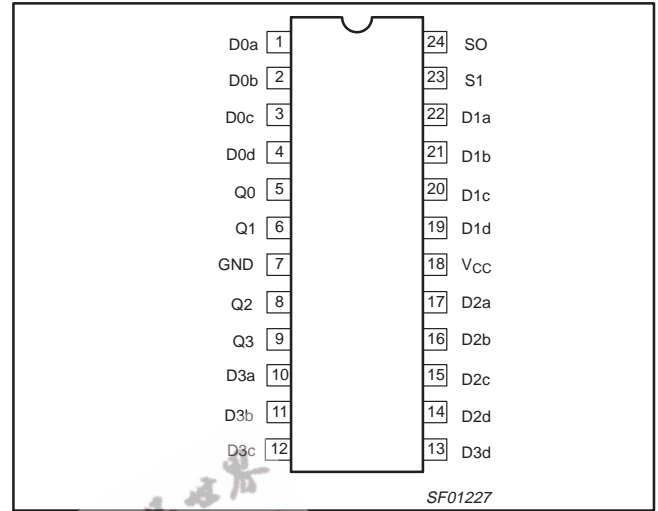 D0a 1 24 SO
D0b 2 23 S1
D0c 3 22 D1a
D0d 4 21 D1b
Q0 5 20 D1c
Q1 6 19 D1d
GND 7 18 VCC
Q2 8 17 D2a
Q3 9 16 D2b
D3a 10 15 D2c
D3b 11 14 D2d
D3c 12 13 D3d
SF01227